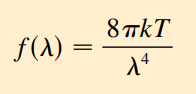 f(λ) = 8πkT / λ⁴